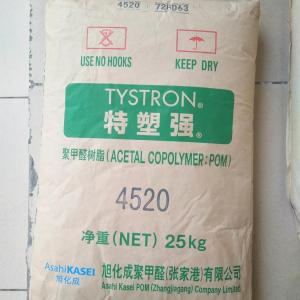 4520 72H063
USE NO HOOKS
KEEP DRY
TYSTRON®
特塑强®
聚甲醛树脂(ACETAL COPOLYMER:POM)
4520
净重(NET) 25kg
AsahiKASEI
旭化成
旭化成聚甲醛(张家港)有限公司
Asahi Kasei POM (Zhangjiagang) Company Limited